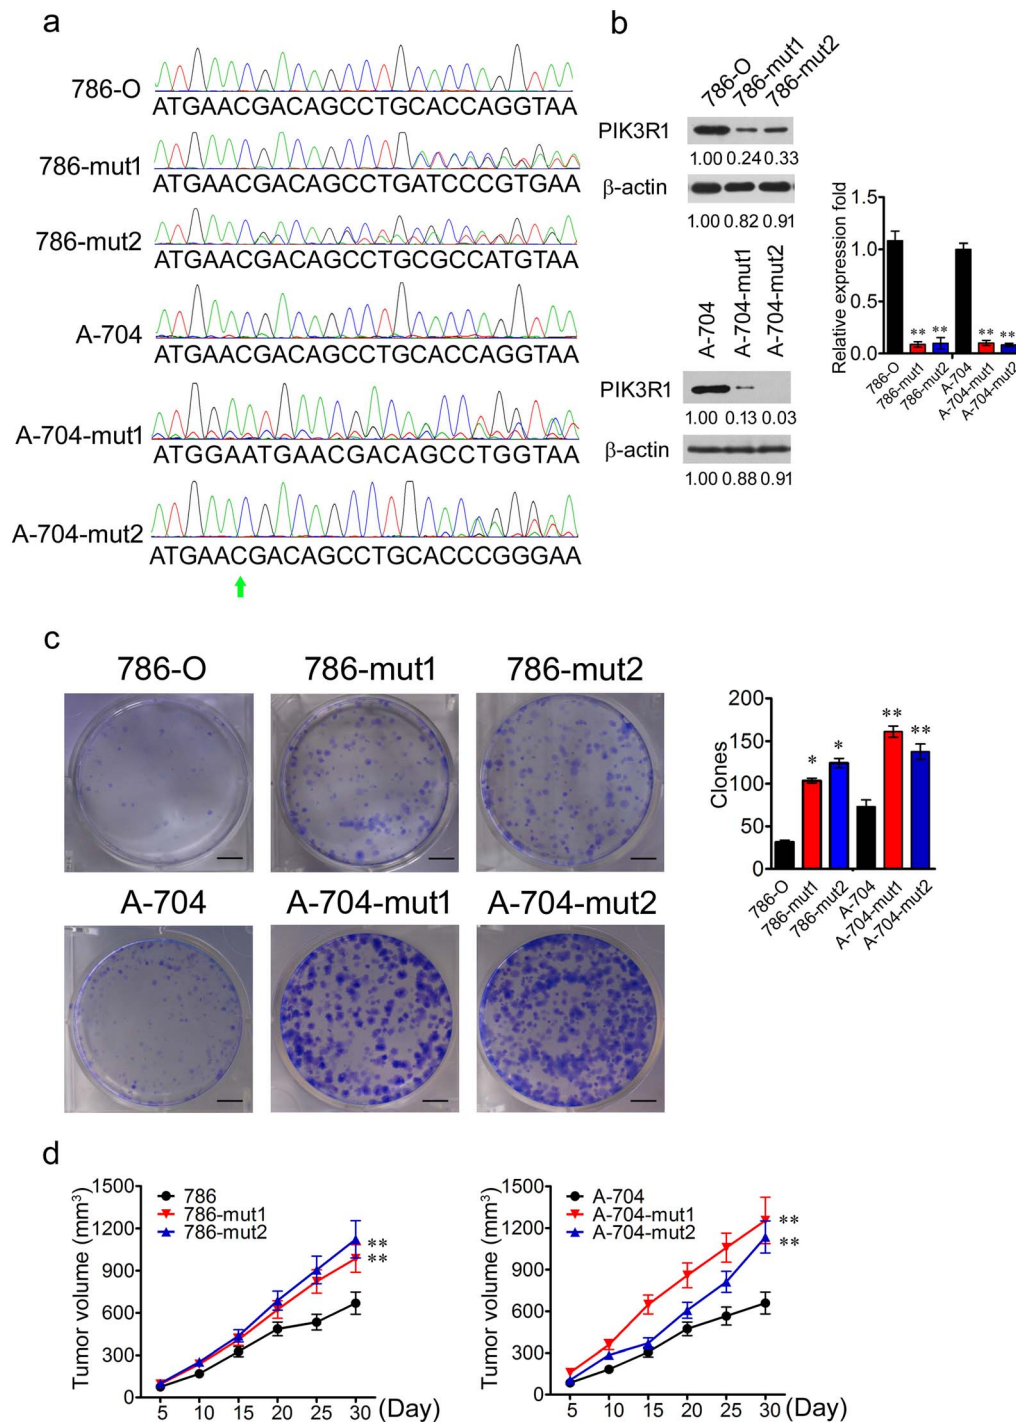 a
786-O
ATGAACGACAGCCTGCACCAGGTAA
786-mut1
ATGAACGACAGCCTGATCCCGTGAA
786-mut2
ATGAACGACAGCCTGCGCCATGTAA
A-704
ATGAACGACAGCCTGCACCAGGTAA
A-704-mut1
ATGGAATGAACGACAGCCTGGTAA
A-704-mut2
ATGAACGACAGCCTGCACCCGGGAA
b
786-O 786-mut1 786-mut2
PIK3R1
1.00 0.24 0.33
β-actin
1.00 0.82 0.91
A-704 A-704-mut1 A-704-mut2
PIK3R1
1.00 0.13 0.03
β-actin
1.00 0.88 0.91
Relative expression fold
1.5
1.0
0.5
0.0
** ** ** **
786-O 786-mut1 786-mut2 A-704 A-704-mut1 A-704-mut2
c
786-O 786-mut1 786-mut2
A-704 A-704-mut1 A-704-mut2
Clones
200
150
100
50
0
* * ** **
786-O 786-mut1 786-mut2 A-704 A-704-mut1 A-704-mut2
d
Tumor volume (mm³)
1500
1200
900
600
300
0
786
786-mut1
786-mut2
**
**
5 10 15 20 25 30 (Day)
Tumor volume (mm³)
1500
1200
900
600
300
0
A-704
A-704-mut1
A-704-mut2
**
**
5 10 15 20 25 30 (Day)